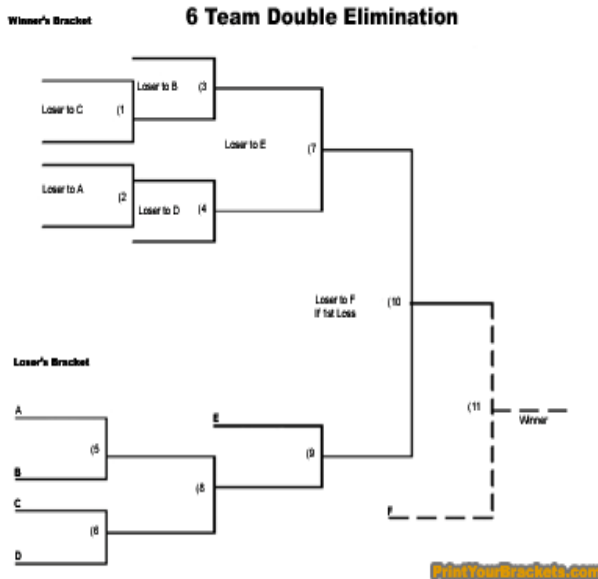 Winner's Bracket
6 Team Double Elimination
Loser to B (3
Loser to C (1
Loser to E (7
Loser to A (2
Loser to D (4
Loser to F (10
If 1st Loss
Loser's Bracket
A
E
(11
Winner
(5
(9
B
(8
C
F
(6
D
PrintYourBrackets.com